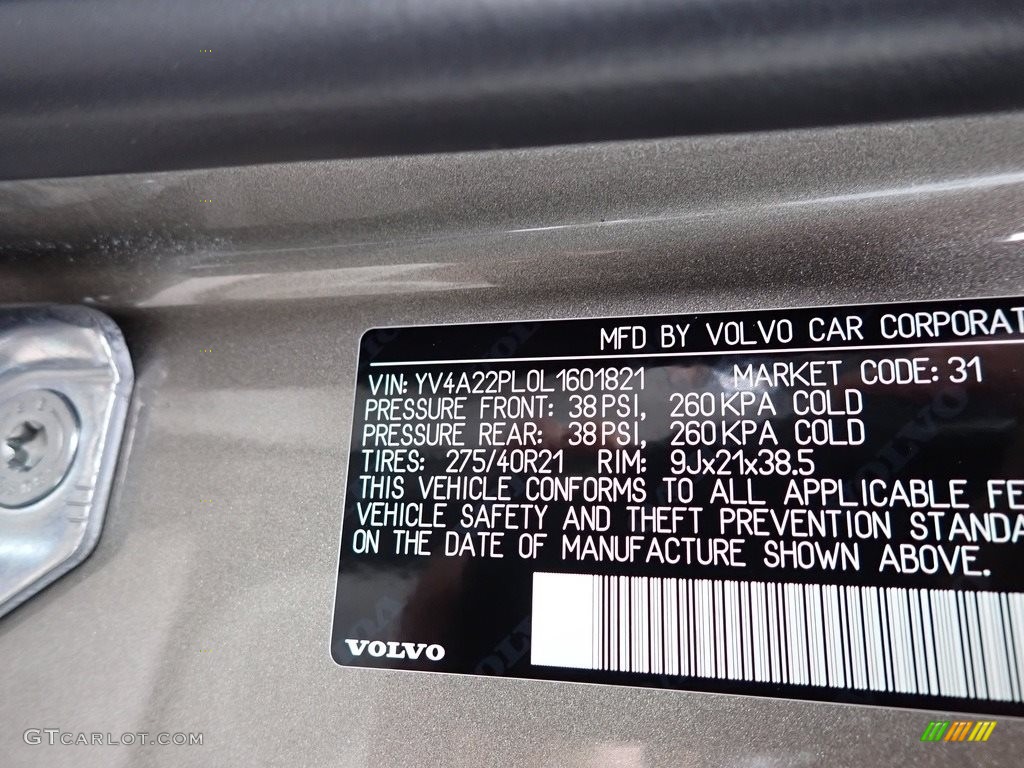 MFD BY VOLVO CAR CORPORAT
VIN: YV4A22PL0L1601821 MARKET CODE: 31
PRESSURE FRONT: 38 PSI, 260 KPA COLD
PRESSURE REAR: 38 PSI, 260 KPA COLD
TIRES: 275/40R21 RIM: 9Jx21x38.5
THIS VEHICLE CONFORMS TO ALL APPLICABLE FE
VEHICLE SAFETY AND THEFT PREVENTION STANDA
ON THE DATE OF MANUFACTURE SHOWN ABOVE.
VOLVO
GTCARLOT.COM